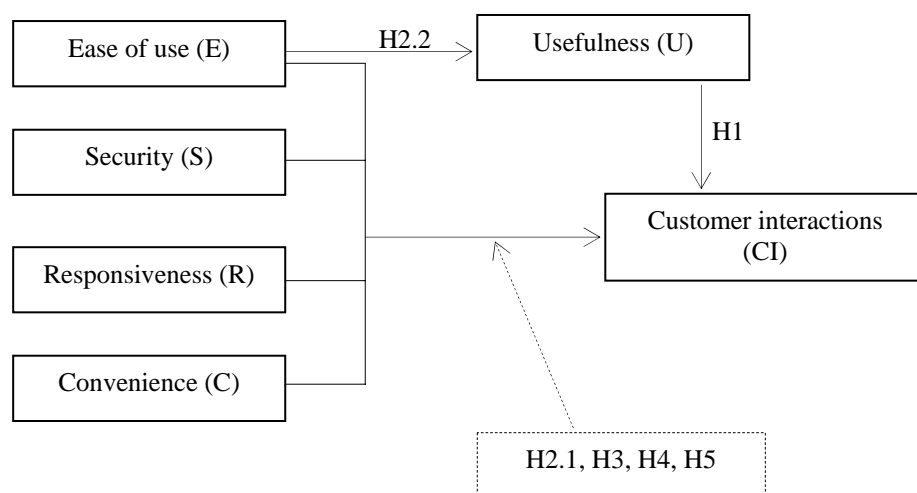 Ease of use (E)
H2.2
Usefulness (U)
H1
Security (S)
Customer interactions
(CI)
Responsiveness (R)
Convenience (C)
H2.1, H3, H4, H5